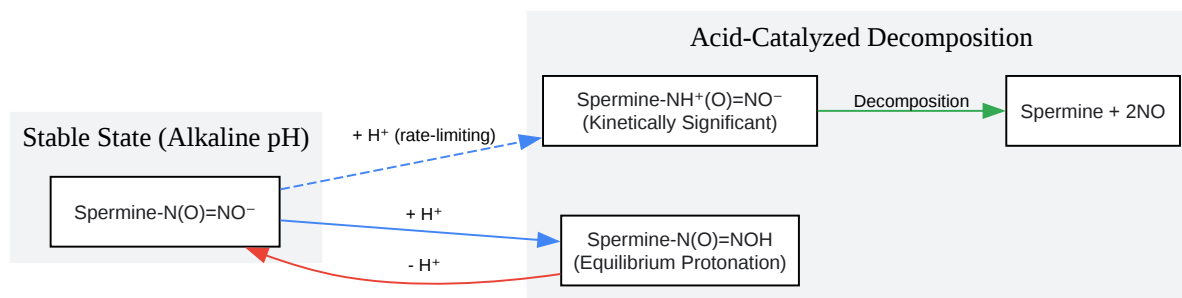 Acid-Catalyzed Decomposition
Spermine-NH⁺(O)=NO⁻
(Kinetically Significant)
Decomposition
Spermine + 2NO
Stable State (Alkaline pH)
+ H⁺ (rate-limiting)
Spermine-N(O)=NO⁻
+ H⁺
Spermine-N(O)=NOH
(Equilibrium Protonation)
- H⁺